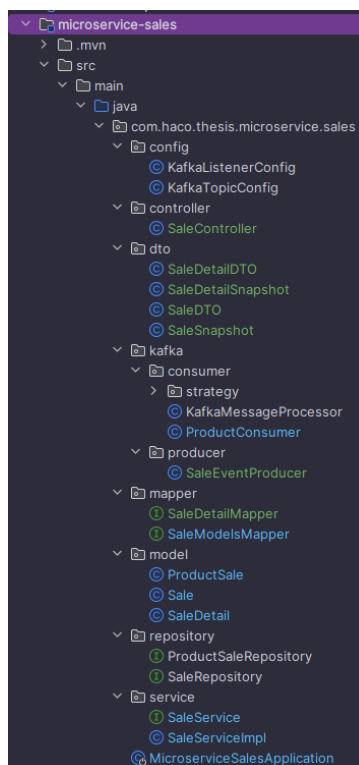 microservice-sales
.mvn
src
main
java
com.haco.thesis.microservice.sales
config
KafkaListenerConfig
KafkaTopicConfig
controller
SaleController
dto
SaleDetailDTO
SaleDetailSnapshot
SaleDTO
SaleSnapshot
kafka
consumer
strategy
KafkaMessageProcessor
ProductConsumer
producer
SaleEventProducer
mapper
SaleDetailMapper
SaleModelsMapper
model
ProductSale
Sale
SaleDetail
repository
ProductSaleRepository
SaleRepository
service
SaleService
SaleServiceImpl
MicroserviceSalesApplication